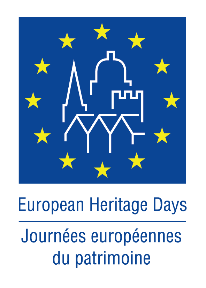 European Heritage Days
Journées européennes
du patrimoine